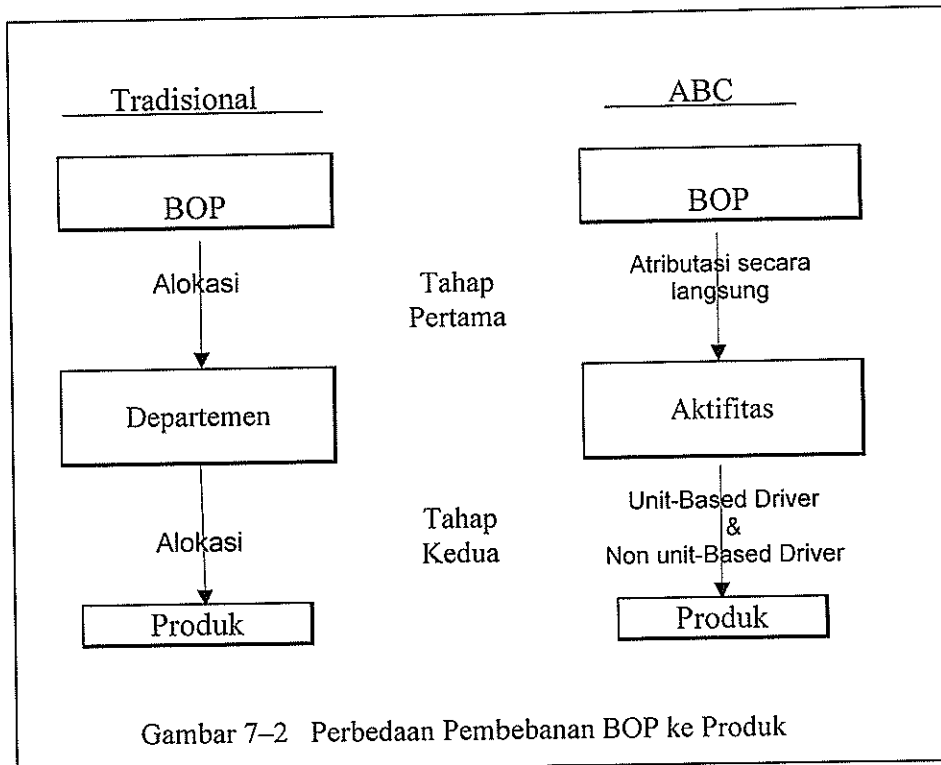 Tradisional
ABC
BOP
BOP
Alokasi
Tahap
Pertama
Atributasi secara
langsung
Departemen
Aktifitas
Alokasi
Tahap
Kedua
Unit-Based Driver
&
Non unit-Based Driver
Produk
Produk
Gambar 7–2 Perbedaan Pembebanan BOP ke Produk